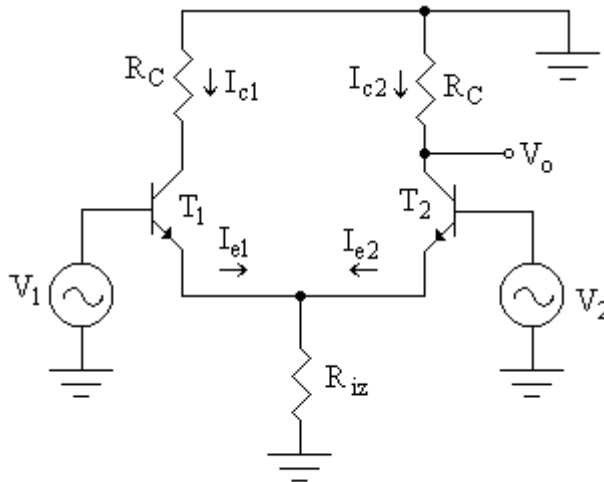 R_C
I_c1
I_c2
R_C
V_o
T_1
T_2
I_e1
I_e2
V_1
V_2
R_iz